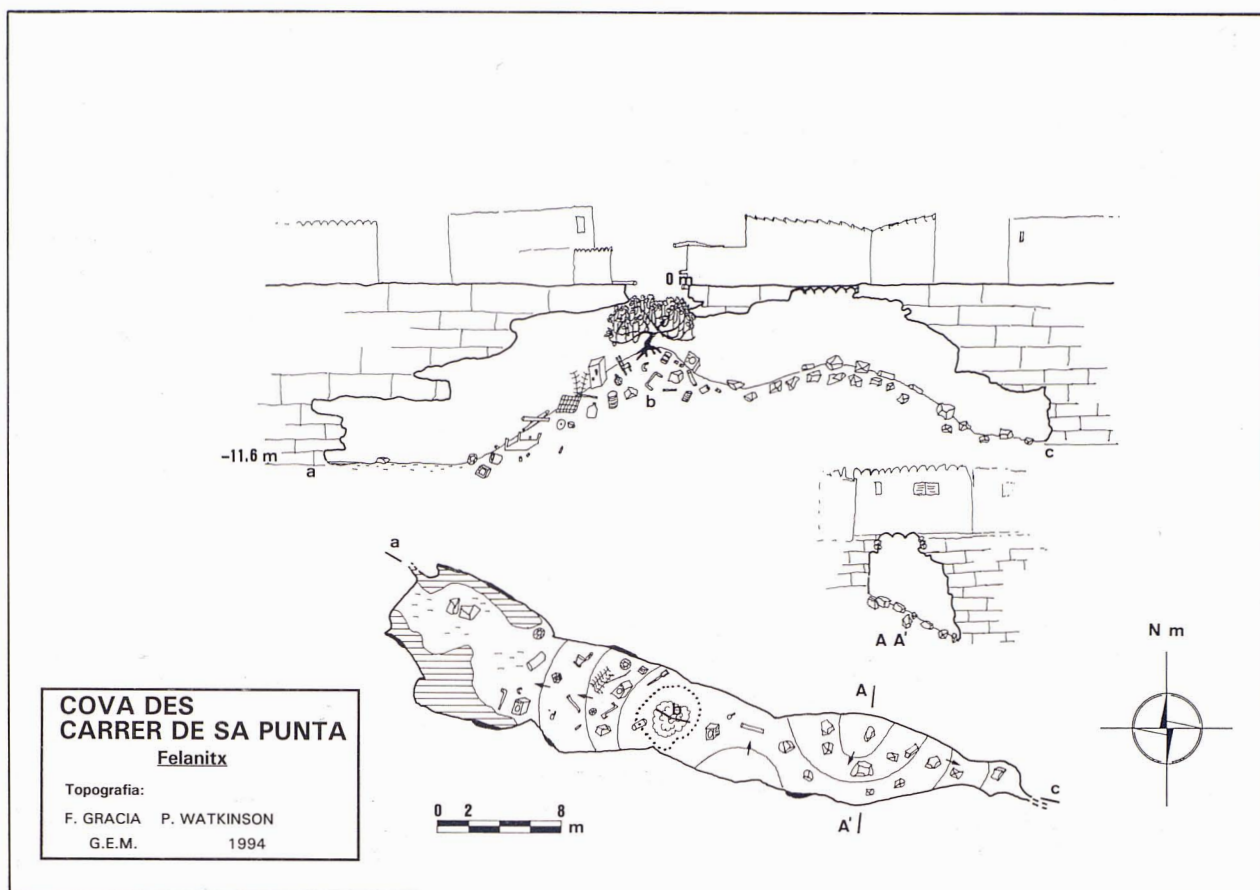 0 m
b
-11.6 m
a
c
A A'
a
N m
b
A
COVA DES
CARRER DE SA PUNTA
Felanitx
Topografia:
F. GRACIA P. WATKINSON
G.E.M. 1994
0 2 8
m
c
A'